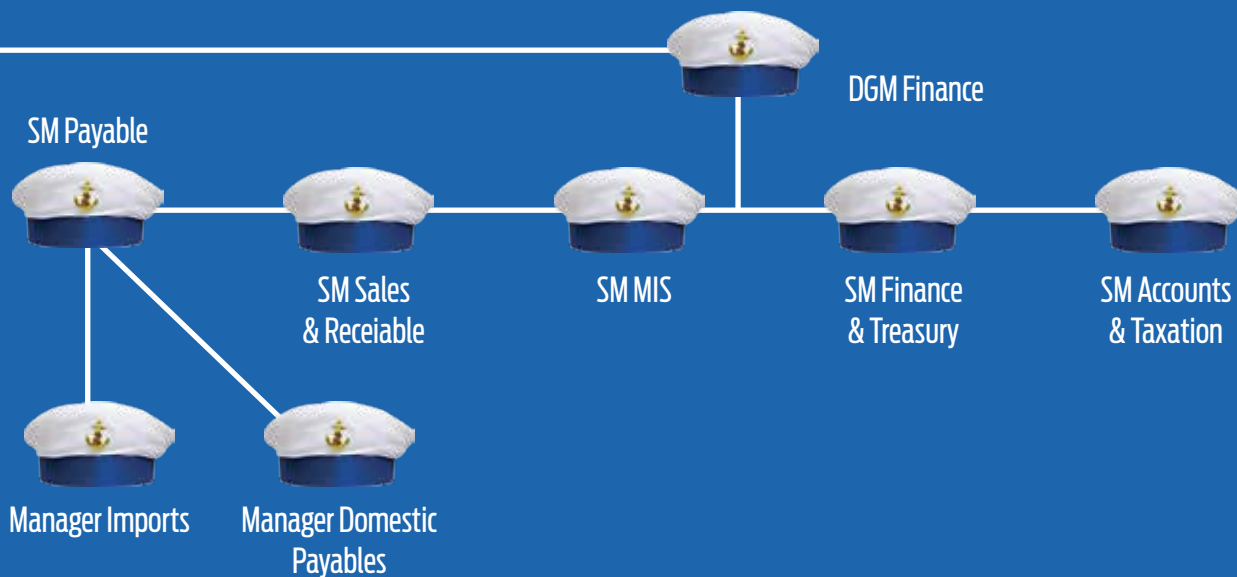 DGM Finance
SM Payable
SM Sales
& Receiable
SM MIS
SM Finance
& Treasury
SM Accounts
& Taxation
Manager Imports
Manager Domestic
Payables